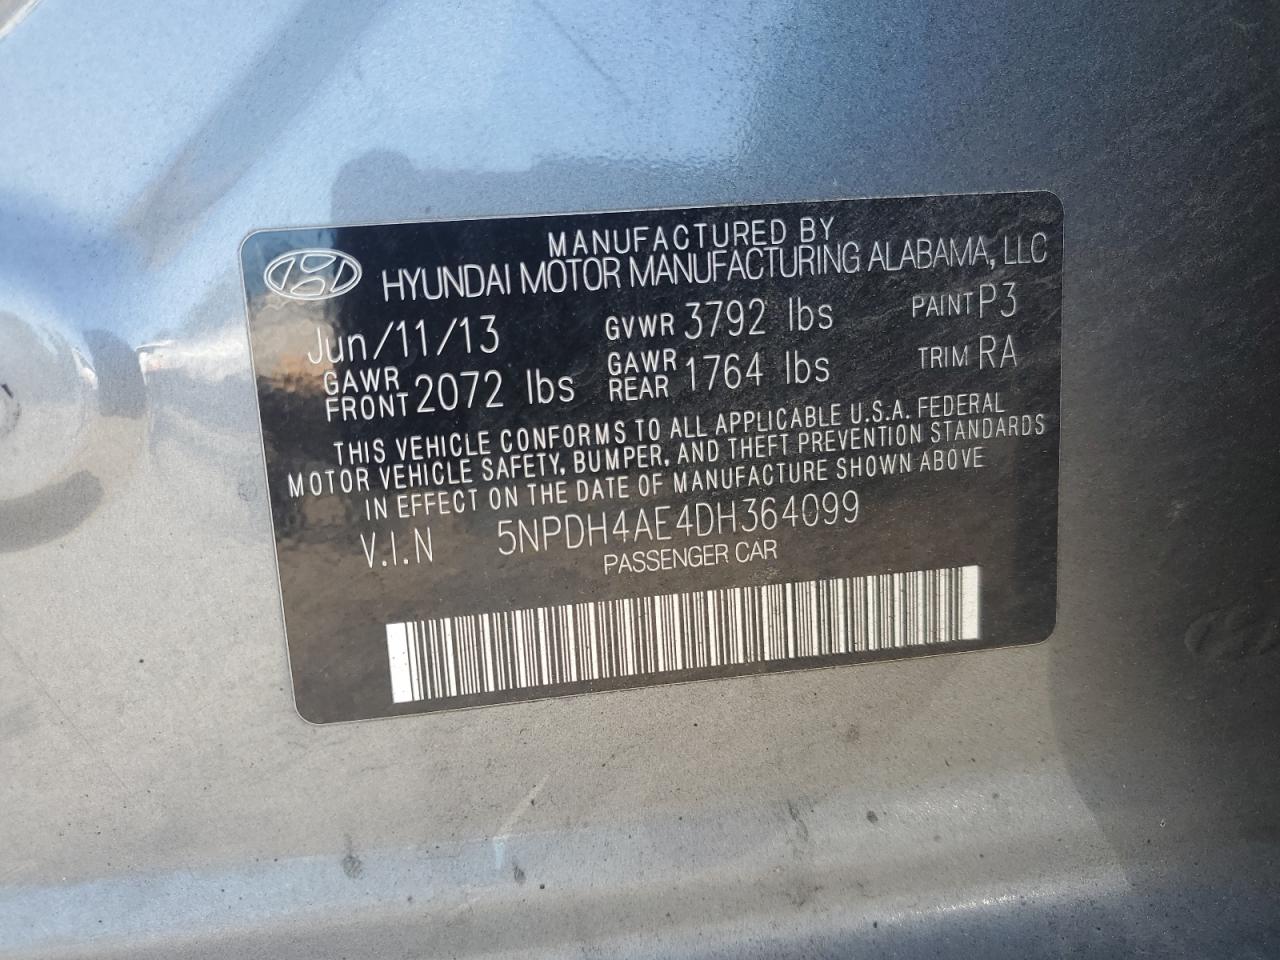 MANUFACTURED BY
HYUNDAI MOTOR MANUFACTURING ALABAMA, LLC
Jun/11/13 GVWR 3792 lbs PAINT P3
GAWR FRONT 2072 lbs GAWR REAR 1764 lbs TRIM RA
THIS VEHICLE CONFORMS TO ALL APPLICABLE U.S.A. FEDERAL
MOTOR VEHICLE SAFETY, BUMPER, AND THEFT PREVENTION STANDARDS
IN EFFECT ON THE DATE OF MANUFACTURE SHOWN ABOVE
V.I.N 5NPDH4AE4DH364099
PASSENGER CAR